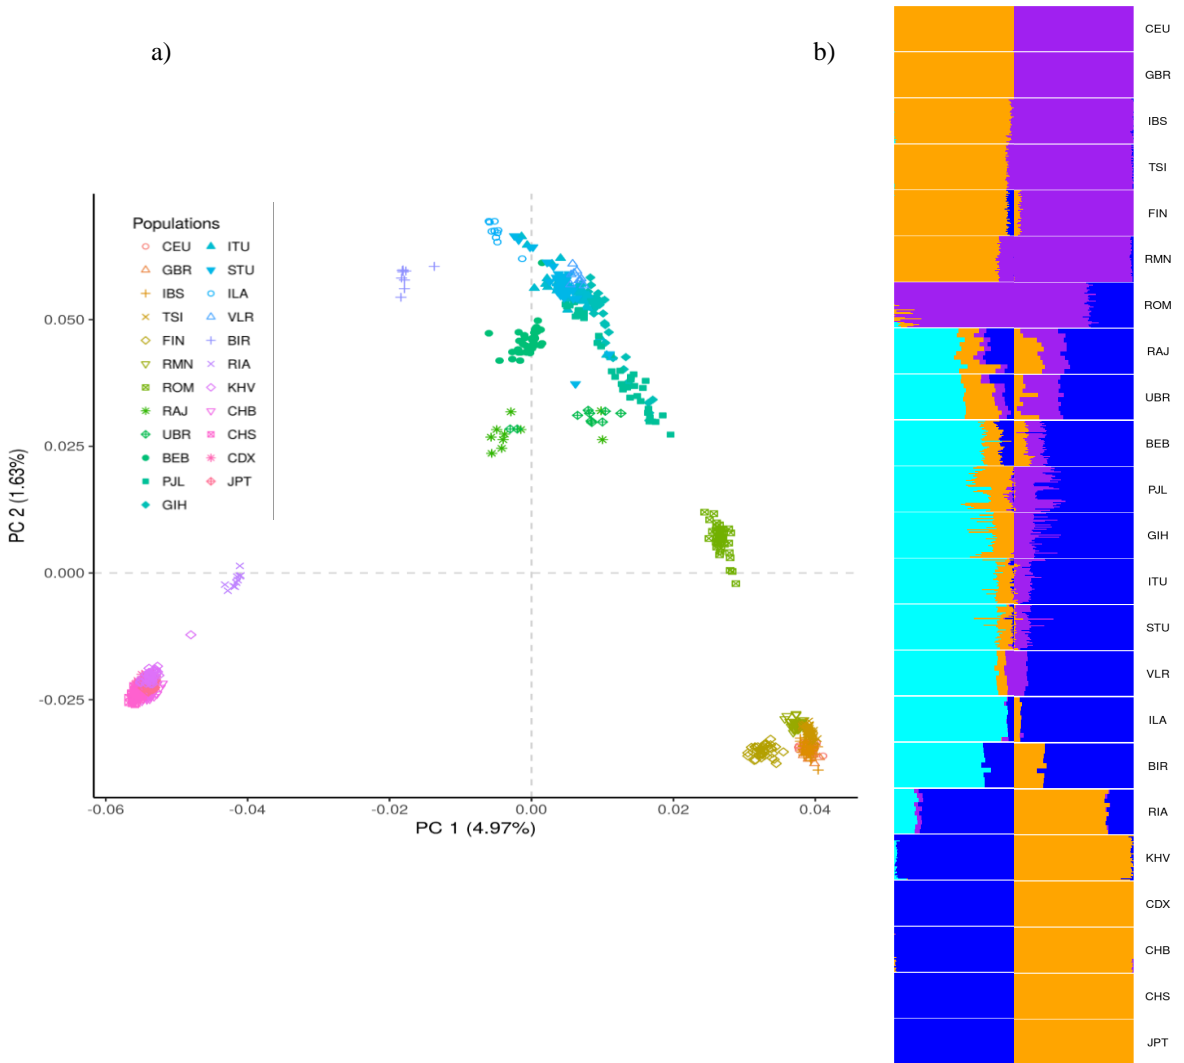 a)
b)
Populations
CEU ITU
GBR STU
IBS ILA
TSI VLR
FIN BIR
RMN RIA
ROM KHV
RAJ CHB
UBR CHS
BEB CDX
PJL JPT
GIH
PC 2 (1.63%)
0.050
0.025
0.000
-0.025
-0.06 -0.04 -0.02 0.00 0.02 0.04
PC 1 (4.97%)
CEU
GBR
IBS
TSI
FIN
RMN
ROM
RAJ
UBR
BEB
PJL
GIH
ITU
STU
VLR
ILA
BIR
RIA
KHV
CDX
CHB
CHS
JPT